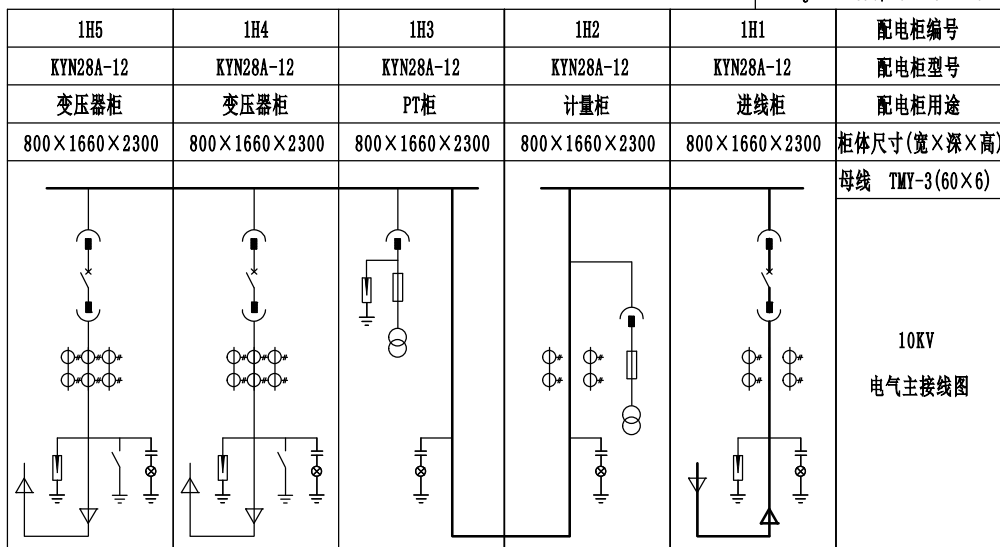 1H5 1H4 1H3 1H2 1H1 配电柜编号
KYN28A-12 KYN28A-12 KYN28A-12 KYN28A-12 KYN28A-12 配电柜型号
变压器柜 变压器柜 PT柜 计量柜 进线柜 配电柜用途
800×1660×2300 800×1660×2300 800×1660×2300 800×1660×2300 800×1660×2300 柜体尺寸(宽×深×高)
母线 TMY-3(60×6)
10KV
电气主接线图